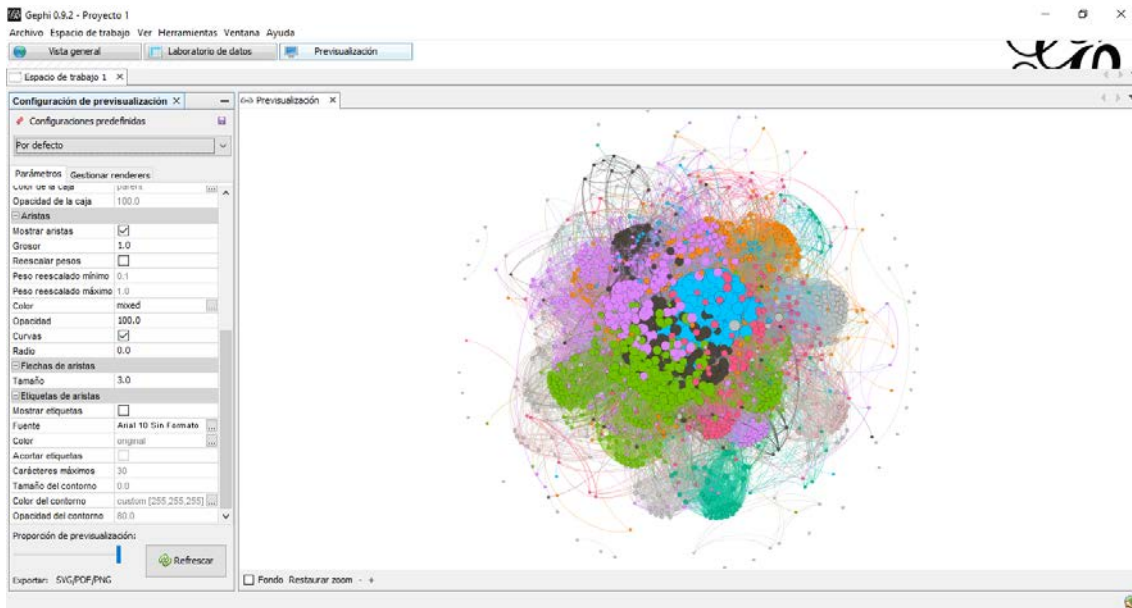 Gephi 0.9.2 - Proyecto 1
Archivo Espacio de trabajo Ver Herramientas Ventana Ayuda
Vista general Laboratorio de datos Previsualización
Espacio de trabajo 1
Configuración de previsualización
Previsualización
Configuraciones predefinidas
Por defecto
Parámetros Gestionar renderers
Color de la caja parent
Opacidad de la caja 100.0
Aristas
Mostrar aristas
Grosor 1.0
Reescalar pesos
Peso reescalado mínimo 0.1
Peso reescalado máximo 1.0
Color mixed
Opacidad 100.0
Curvas
Radio 0.0
Flechas de aristas
Tamaño 3.0
Etiquetas de aristas
Mostrar etiquetas
Fuente Arial 10 Sin Formato
Color original
Acortar etiquetas
Carácteres máximos 30
Tamaño del contorno 0.0
Color del contorno custom [255,255,255]
Opacidad del contorno 80.0
Proporción de previsualización:
Refrescar
Exportar: SVG/PDF/PNG
Fondo Restaurar zoom - +